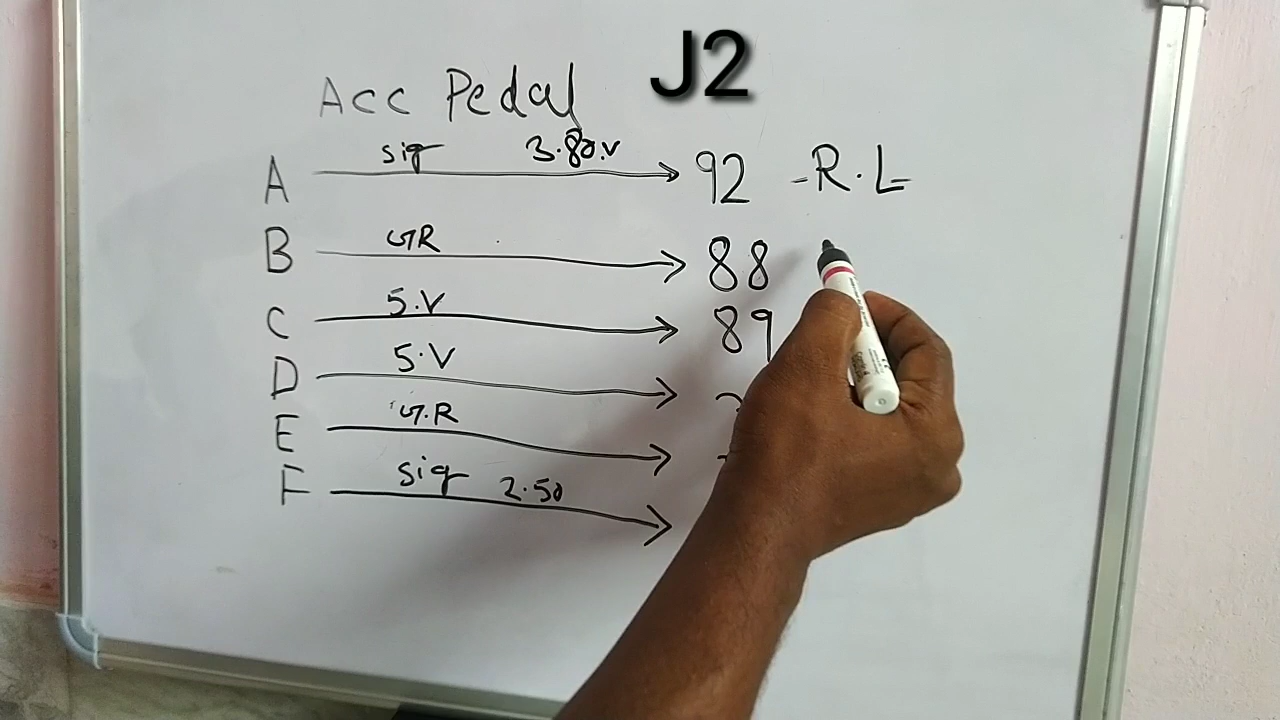 J2
Acc Pedal
A sig 3.80.V 92 -R.L-
B GR 88
C 5.V 89
D 5.V
E G.R
F sig 2.50